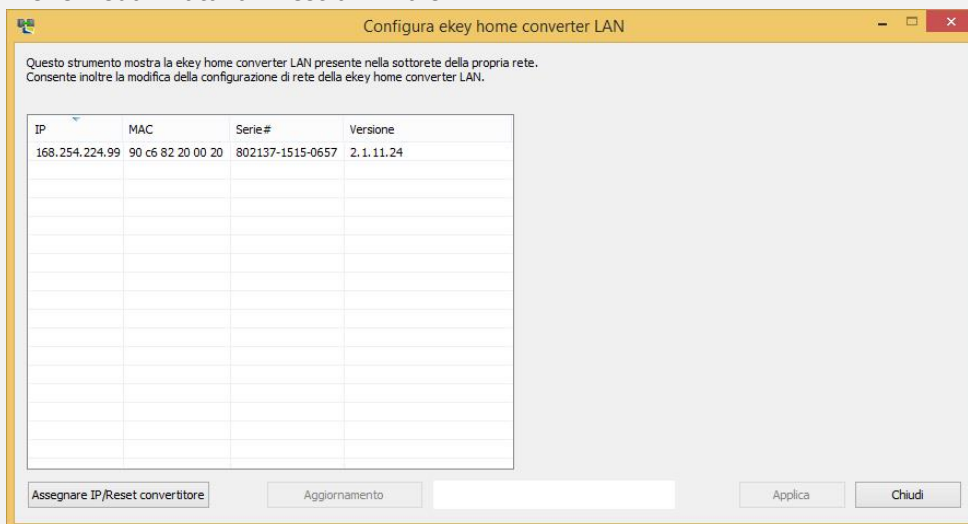 Configura ekey home converter LAN
Questo strumento mostra la ekey home converter LAN presente nella sottorete della propria rete.
Consente inoltre la modifica della configurazione di rete della ekey home converter LAN.
IP MAC Serie# Versione
168.254.224.99 90 c6 82 20 00 20 802137-1515-0657 2.1.11.24
Assegnare IP/Reset convertitore Aggiornamento Applica Chiudi